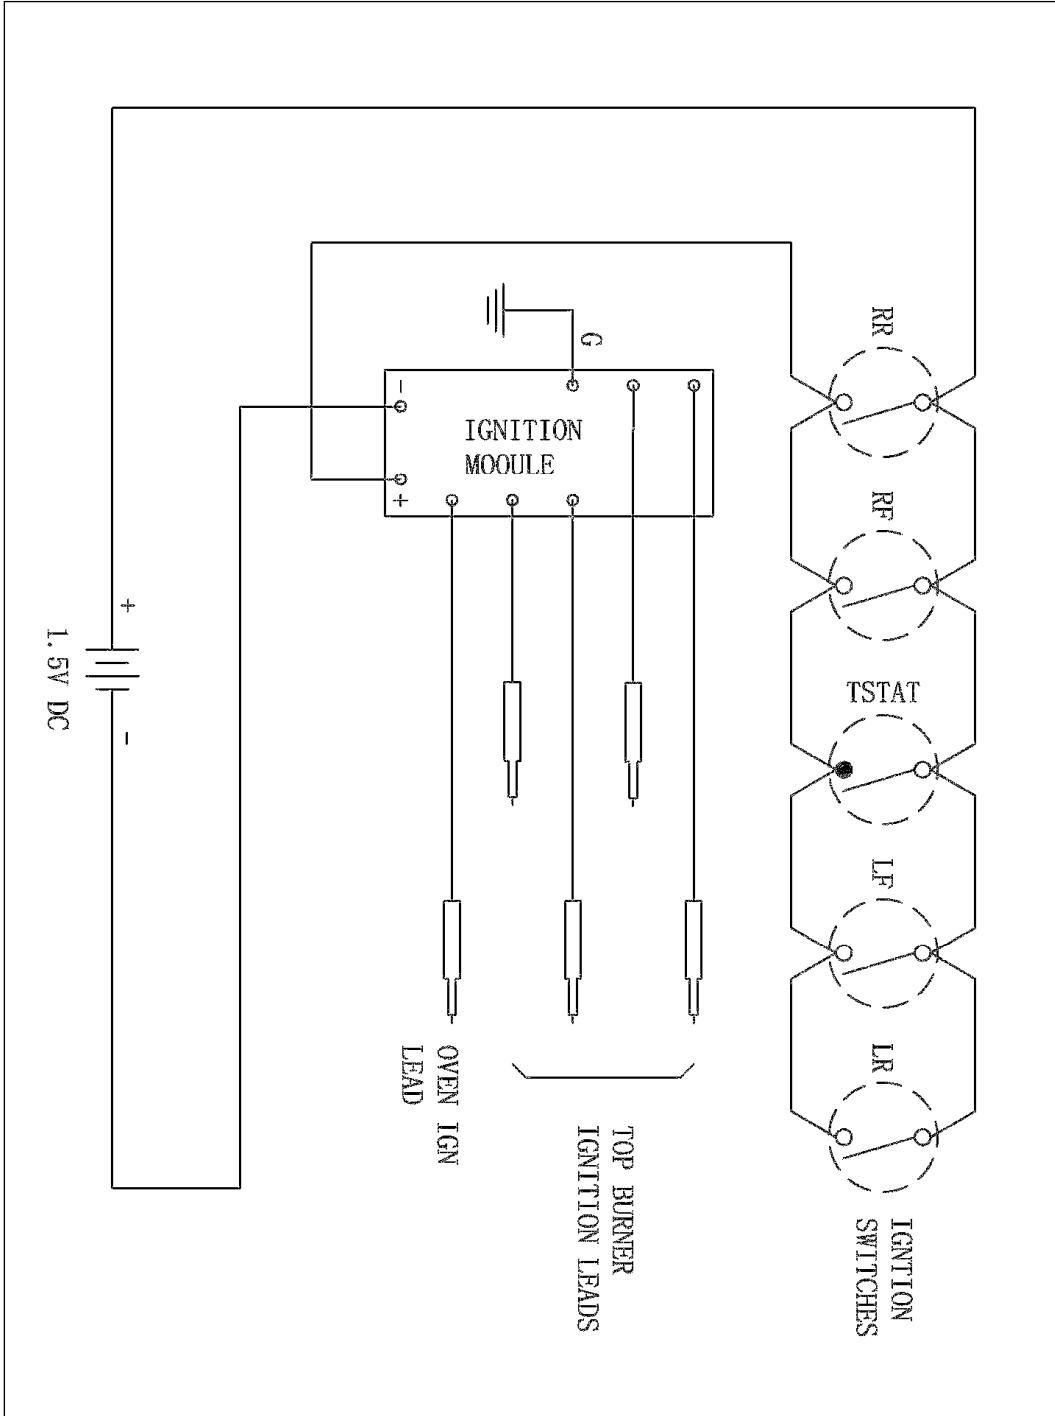 RR
G
-
IGNITION
MOOULE
+
RF
+
1.5V DC
-
TSTAT
LF
LR
OVEN IGN
LEAD
TOP BURNER
IGNITION LEADS
IGNTION
SWITCHES